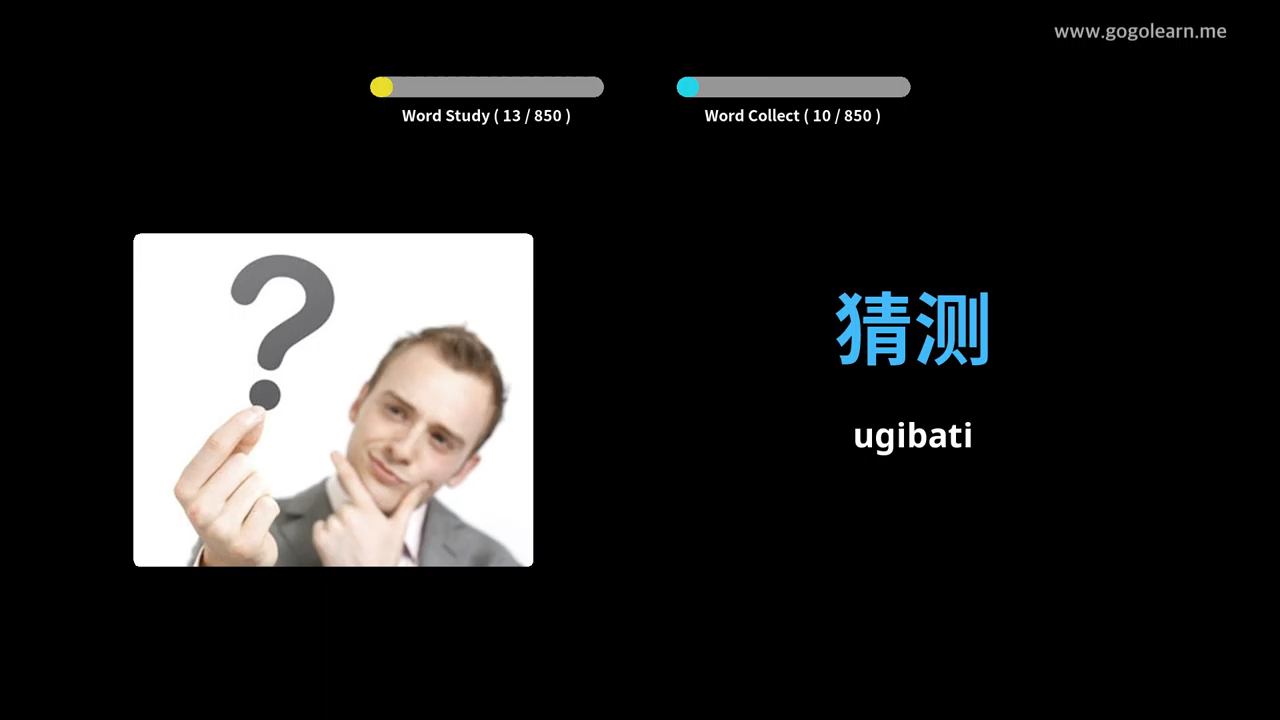 www.gogolearn.me
Word Study ( 13 / 850 )
Word Collect ( 10 / 850 )
?
猜测
ugibati